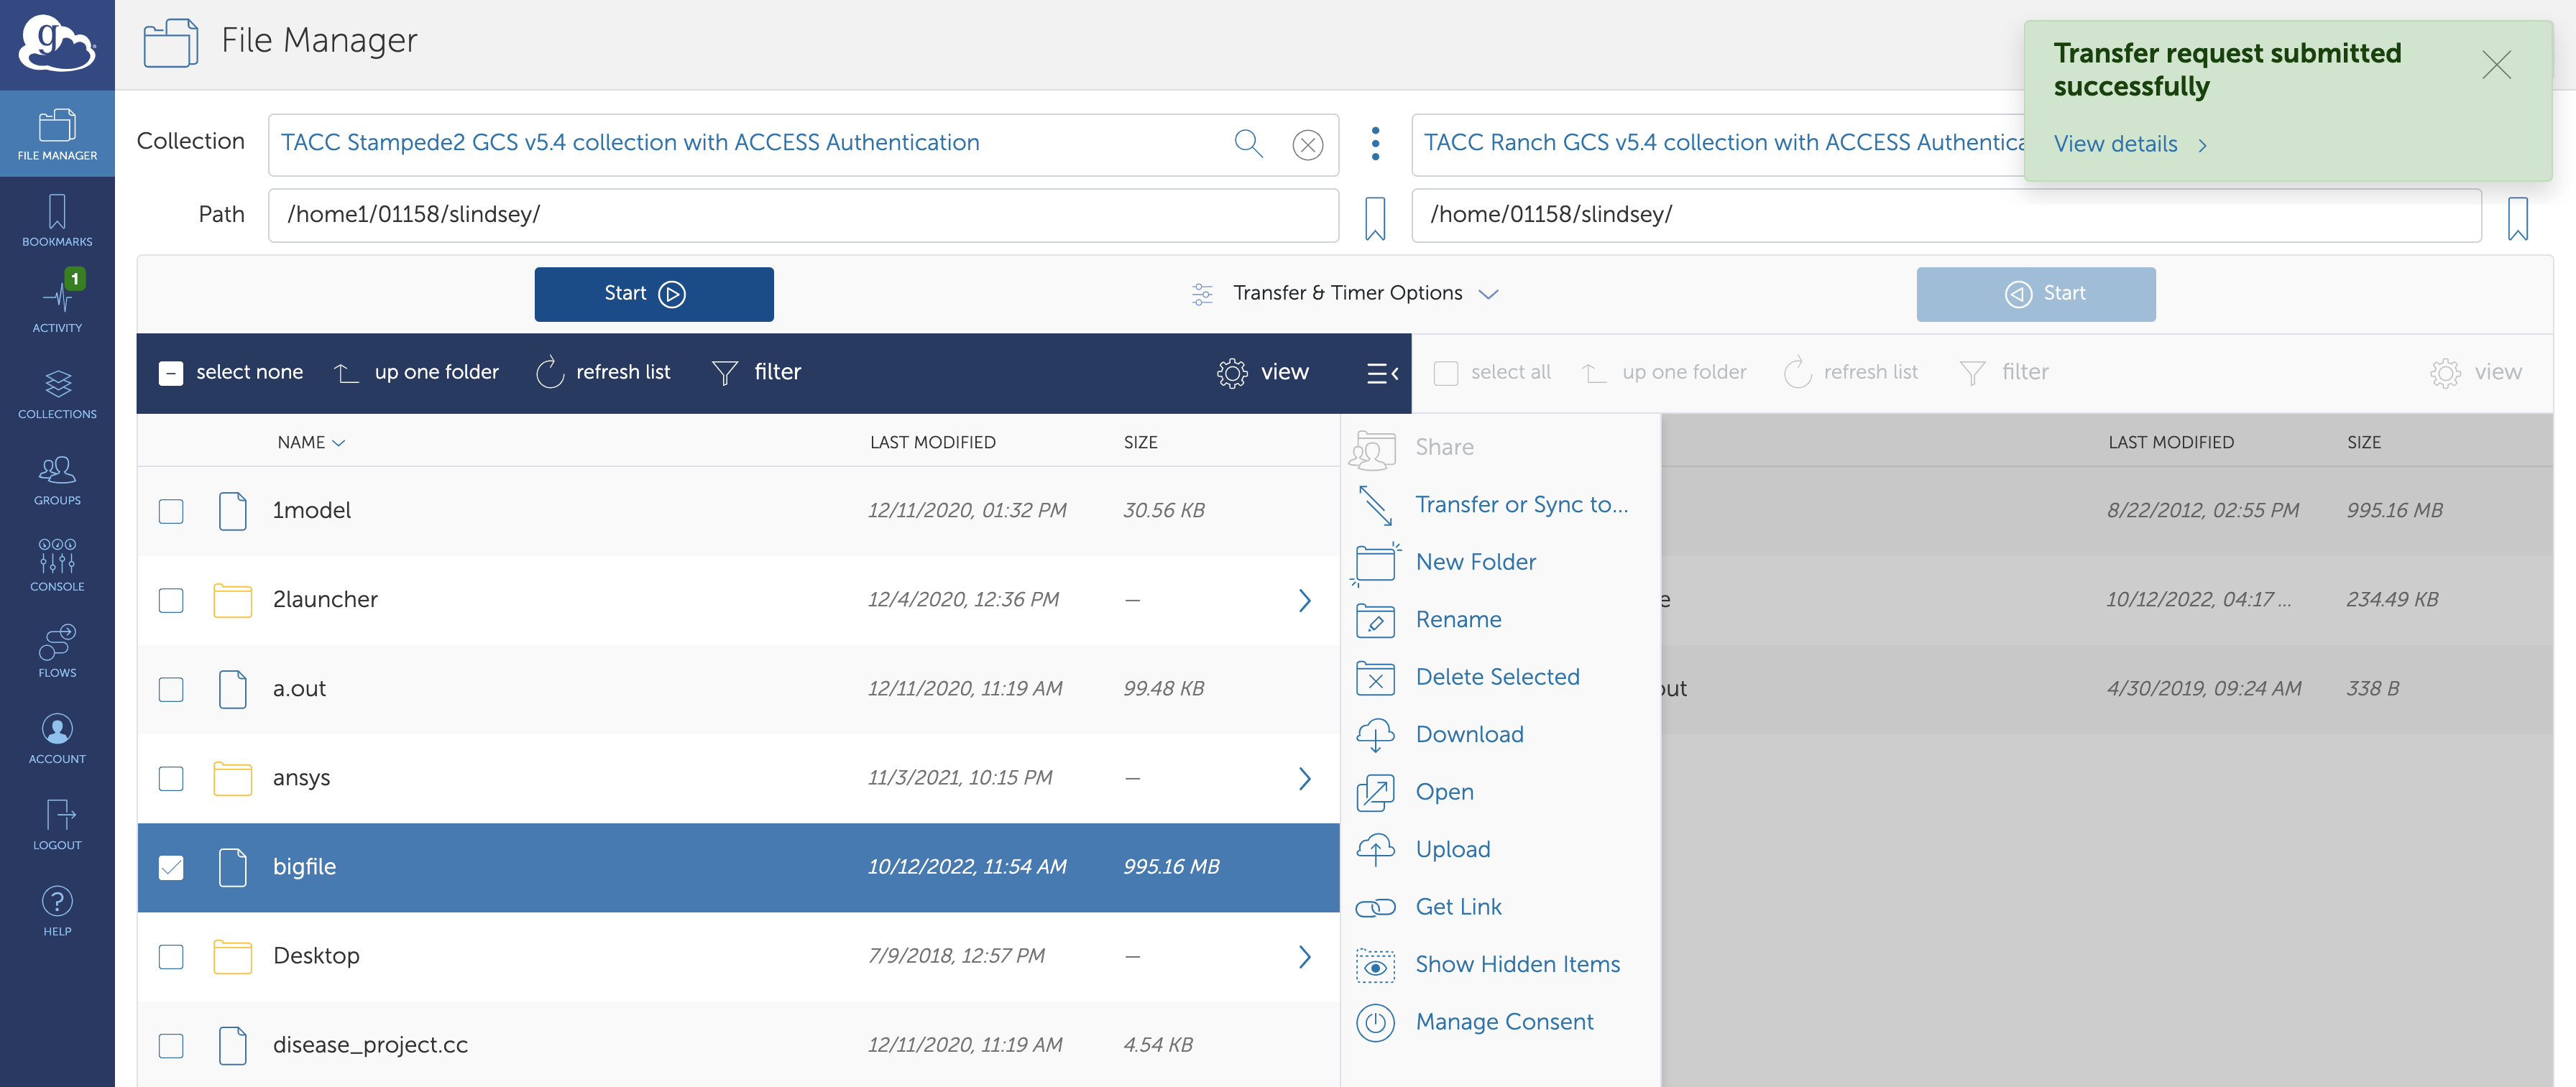 g
File Manager
Transfer request submitted
successfully
View details
FILE MANAGER
BOOKMARKS
1
ACTIVITY
COLLECTIONS
GROUPS
CONSOLE
FLOWS
ACCOUNT
LOGOUT
HELP
Collection
TACC Stampede2 GCS v5.4 collection with ACCESS Authentication
TACC Ranch GCS v5.4 collection with ACCESS Authentica
Path
/home1/01158/slindsey/
/home/01158/slindsey/
Start
Transfer & Timer Options
Start
select none
up one folder
refresh list
filter
view
select all
up one folder
refresh list
filter
view
NAME
LAST MODIFIED
SIZE
1model 12/11/2020, 01:32 PM 30.56 KB
2launcher 12/4/2020, 12:36 PM —
a.out 12/11/2020, 11:19 AM 99.48 KB
ansys 11/3/2021, 10:15 PM —
bigfile 10/12/2022, 11:54 AM 995.16 MB
Desktop 7/9/2018, 12:57 PM —
disease_project.cc 12/11/2020, 11:19 AM 4.54 KB
Share
Transfer or Sync to...
New Folder
Rename
Delete Selected
Download
Open
Upload
Get Link
Show Hidden Items
Manage Consent
LAST MODIFIED
SIZE
8/22/2012, 02:55 PM 995.16 MB
e 10/12/2022, 04:17 ... 234.49 KB
out 4/30/2019, 09:24 AM 338 B